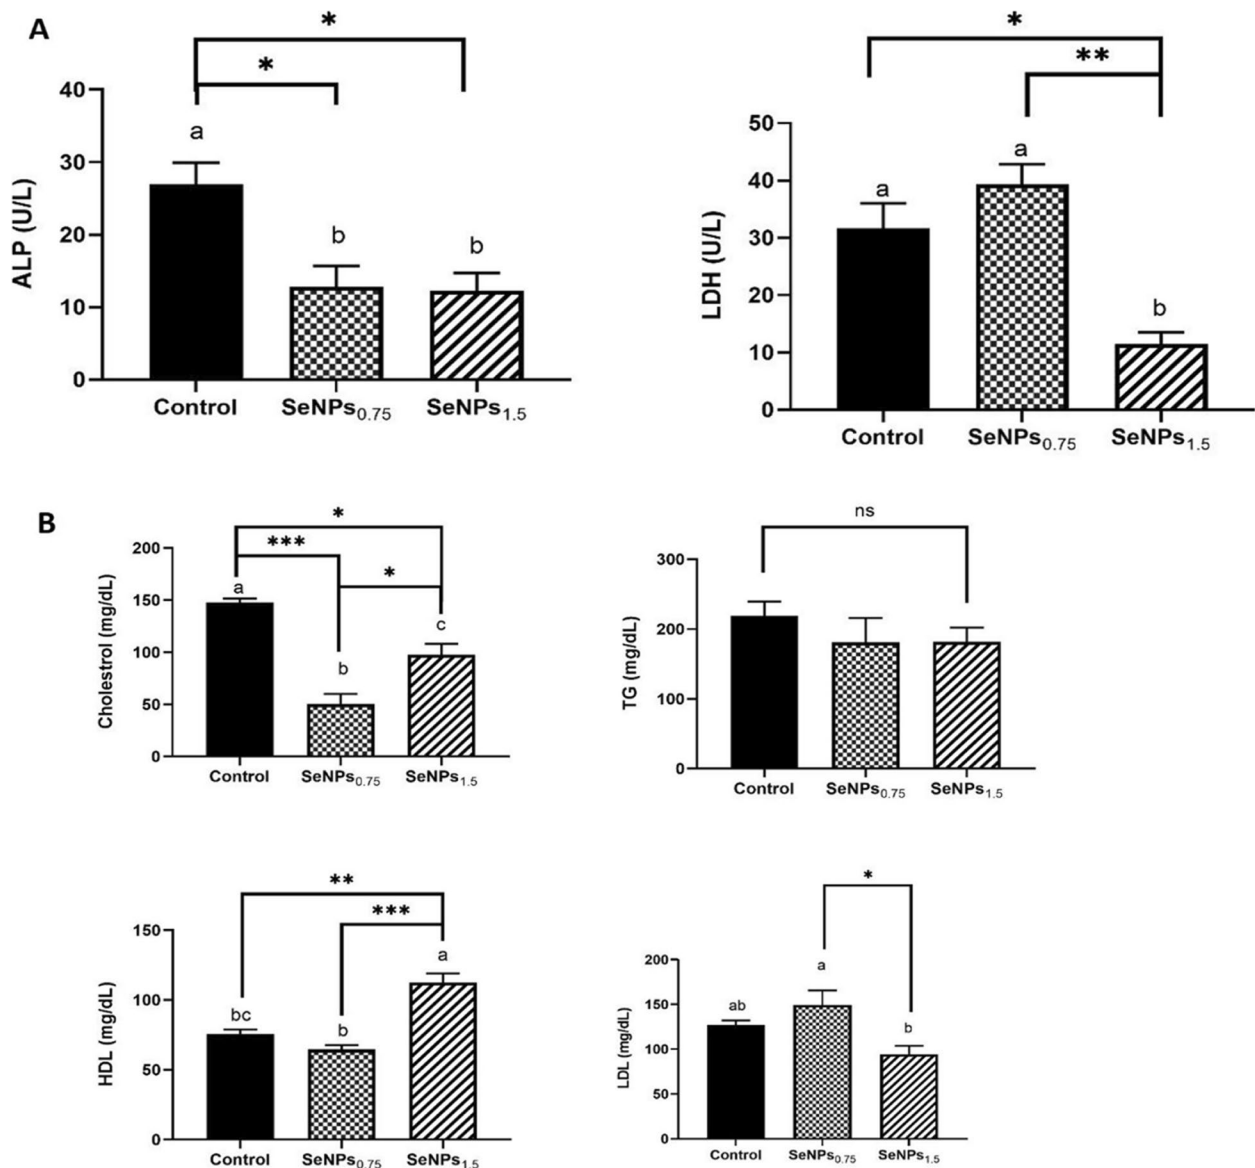 A
*
*
40
30
20
10
0
ALP (U/L)
a
b
b
Control
SeNPs0.75
SeNPs1.5
*
**
50
40
30
20
10
0
LDH (U/L)
a
a
b
Control
SeNPs0.75
SeNPs1.5
B
*
***
*
200
150
100
50
0
Cholestrol (mg/dL)
a
b
c
Control
SeNPs0.75
SeNPs1.5
ns
300
200
100
0
TG (mg/dL)
Control
SeNPs0.75
SeNPs1.5
**
***
150
100
50
0
HDL (mg/dL)
bc
b
a
Control
SeNPs0.75
SeNPs1.5
*
200
150
100
50
0
LDL (mg/dL)
ab
a
b
Control
SeNPs0.75
SeNPs1.5